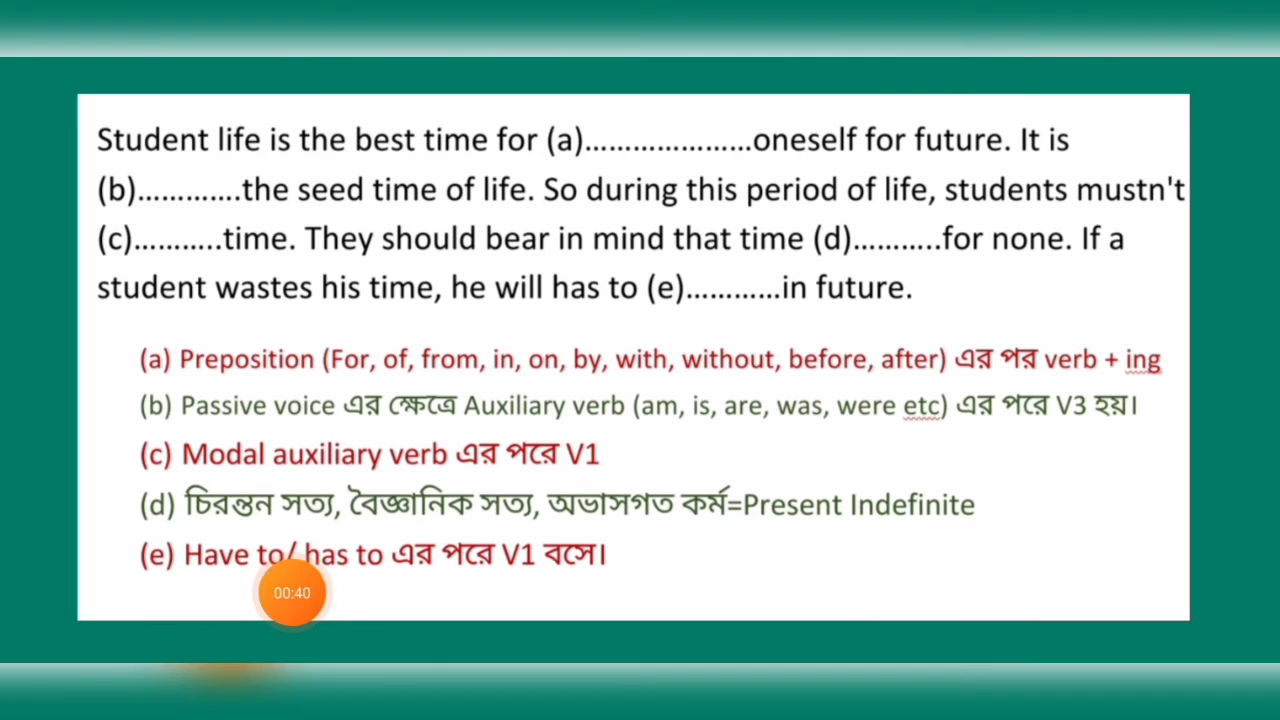 Student life is the best time for (a).....................oneself for future. It is
(b).............the seed time of life. So during this period of life, students mustn't
(c)...........time. They should bear in mind that time (d)...........for none. If a
student wastes his time, he will has to (e)............in future.
(a) Preposition (For, of, from, in, on, by, with, without, before, after) এর পর verb + ing
(b) Passive voice এর ক্ষেত্রে Auxiliary verb (am, is, are, was, were etc) এর পরে V3 হয়।
(c) Modal auxiliary verb এর পরে V1
(d) চিরন্তন সত্য, বৈজ্ঞানিক সত্য, অভাসগত কর্ম=Present Indefinite
(e) Have to/ has to এর পরে V1 বসে।
00:40